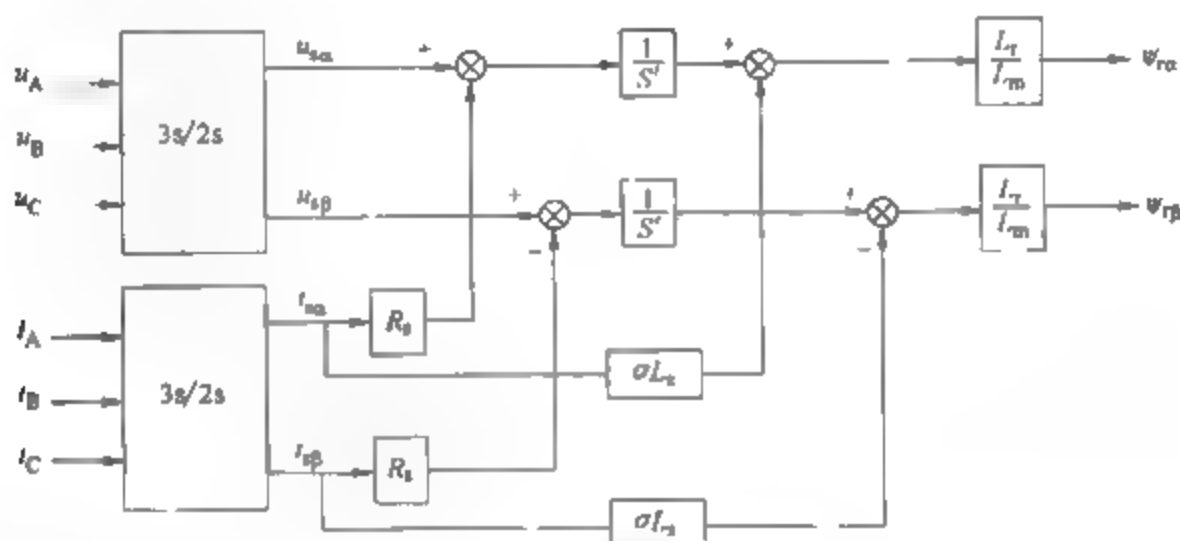 u_A
u_B
u_C
3s/2s
u_sα
u_sβ
+
+
−
1/S
1/S
+
+
−
L_r/L_m
L_r/L_m
ψ_rα
ψ_rβ
i_A
i_B
i_C
3s/2s
i_sα
i_sβ
R_s
R_s
σL_s
σL_s